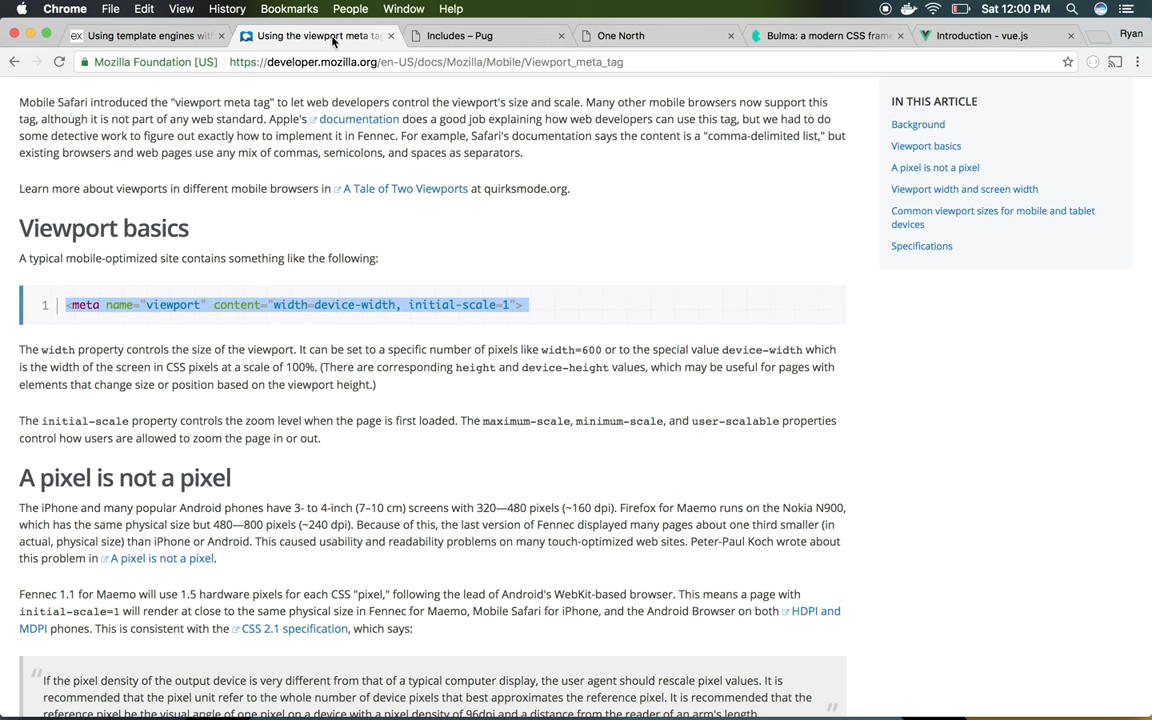 Chrome File Edit View History Bookmarks People Window Help Sat 12:00 PM
Using template engines with Using the viewport meta ta Includes – Pug One North Bulma: a modern CSS fram Introduction - vue.js Ryan
Mozilla Foundation [US] https://developer.mozilla.org/en-US/docs/Mozilla/Mobile/Viewport_meta_tag
Mobile Safari introduced the "viewport meta tag" to let web developers control the viewport's size and scale. Many other mobile browsers now support this
tag, although it is not part of any web standard. Apple's documentation does a good job explaining how web developers can use this tag, but we had to do
some detective work to figure out exactly how to implement it in Fennec. For example, Safari's documentation says the content is a "comma-delimited list," but
existing browsers and web pages use any mix of commas, semicolons, and spaces as separators.
Learn more about viewports in different mobile browsers in A Tale of Two Viewports at quirksmode.org.
Viewport basics
A typical mobile-optimized site contains something like the following:
1 <meta name="viewport" content="width=device-width, initial-scale=1">
The width property controls the size of the viewport. It can be set to a specific number of pixels like width=600 or to the special value device-width which
is the width of the screen in CSS pixels at a scale of 100%. (There are corresponding height and device-height values, which may be useful for pages with
elements that change size or position based on the viewport height.)
The initial-scale property controls the zoom level when the page is first loaded. The maximum-scale, minimum-scale, and user-scalable properties
control how users are allowed to zoom the page in or out.
A pixel is not a pixel
The iPhone and many popular Android phones have 3- to 4-inch (7–10 cm) screens with 320—480 pixels (~160 dpi). Firefox for Maemo runs on the Nokia N900,
which has the same physical size but 480—800 pixels (~240 dpi). Because of this, the last version of Fennec displayed many pages about one third smaller (in
actual, physical size) than iPhone or Android. This caused usability and readability problems on many touch-optimized web sites. Peter-Paul Koch wrote about
this problem in A pixel is not a pixel.
Fennec 1.1 for Maemo will use 1.5 hardware pixels for each CSS "pixel," following the lead of Android's WebKit-based browser. This means a page with
initial-scale=1 will render at close to the same physical size in Fennec for Maemo, Mobile Safari for iPhone, and the Android Browser on both HDPI and
MDPI phones. This is consistent with the CSS 2.1 specification, which says:
If the pixel density of the output device is very different from that of a typical computer display, the user agent should rescale pixel values. It is
recommended that the pixel unit refer to the whole number of device pixels that best approximates the reference pixel. It is recommended that the
reference pixel be the visual angle of one pixel on a device with a pixel density of 96dpi and a distance from the reader of an arm's length.
IN THIS ARTICLE
Background
Viewport basics
A pixel is not a pixel
Viewport width and screen width
Common viewport sizes for mobile and tablet
devices
Specifications